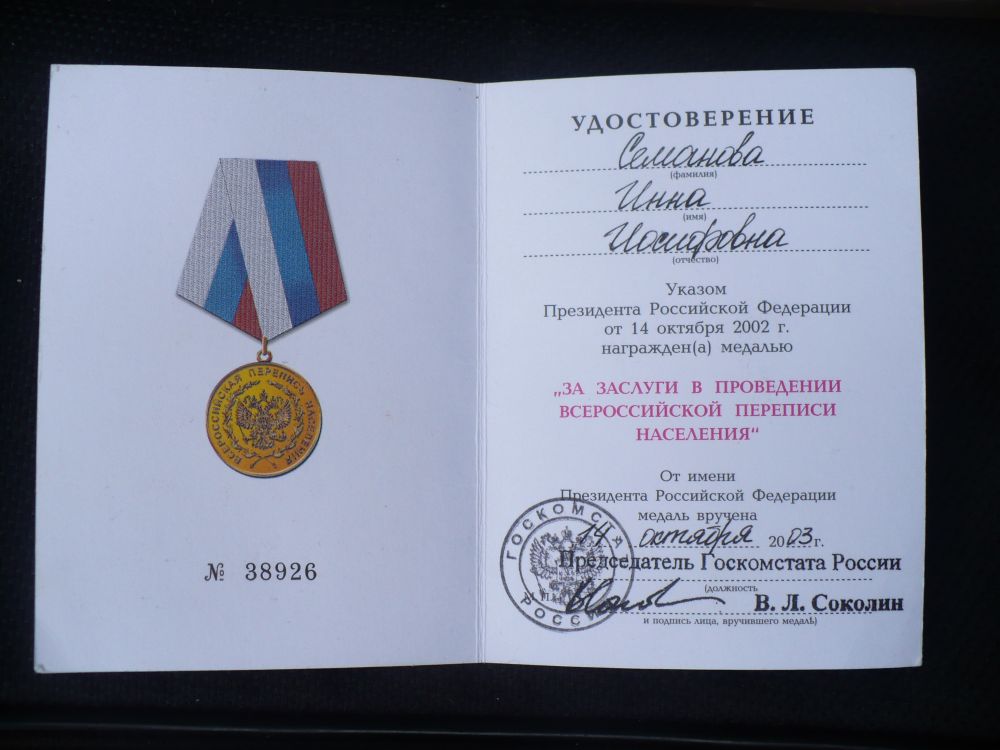 ВСЕРОССИЙСКАЯ ПЕРЕПИСЬ НАСЕЛЕНИЯ
№ 38926
УДОСТОВЕРЕНИЕ
Семанова
(фамилия)
Инна
(имя)
Иосифовна
(отчество)
Указом
Президента Российской Федерации
от 14 октября 2002 г.
награжден(а) медалью
„ЗА ЗАСЛУГИ В ПРОВЕДЕНИИ
ВСЕРОССИЙСКОЙ ПЕРЕПИСИ
НАСЕЛЕНИЯ“
От имени
Президента Российской Федерации
медаль вручена
14 октября 2003 г.
Председатель Госкомстата России
(должность
В. Л. Соколин
и подпись лица, вручившего медаль)
ГОСКОМСТАТ
РОССИИ